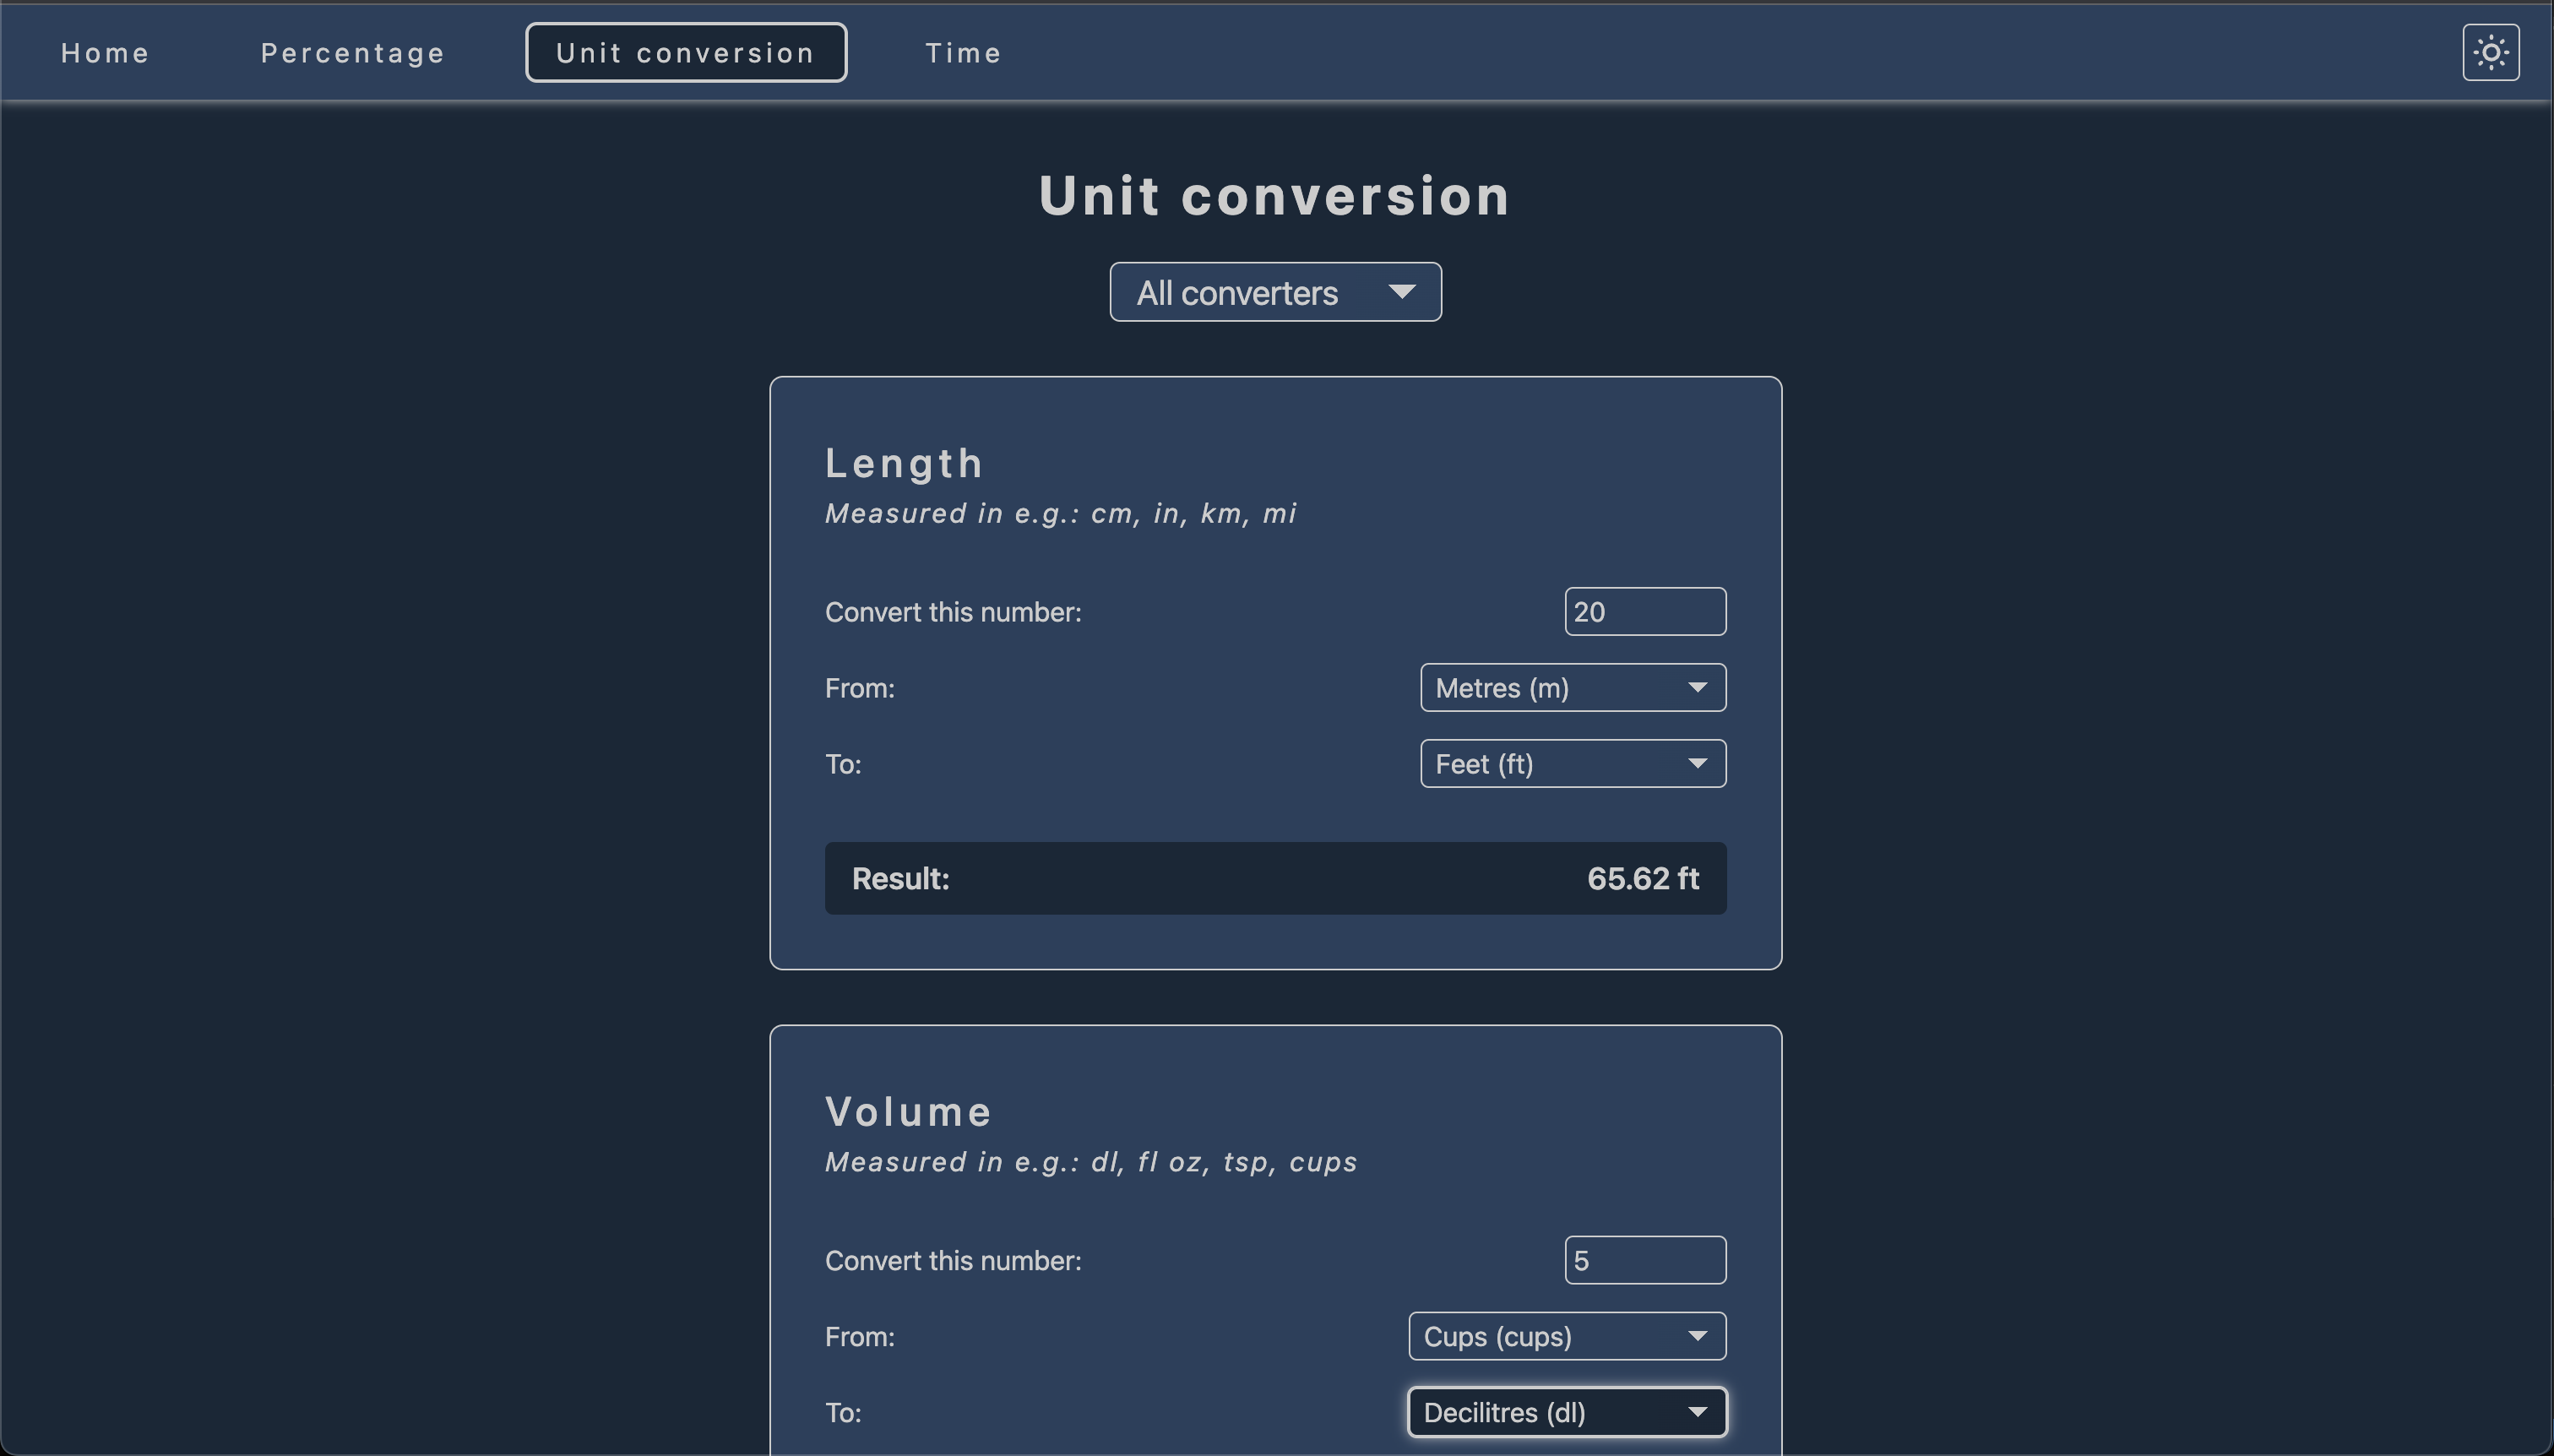 Home Percentage Unit conversion Time
Unit conversion
All converters
Length
Measured in e.g.: cm, in, km, mi
Convert this number: 20
From: Metres (m)
To: Feet (ft)
Result: 65.62 ft
Volume
Measured in e.g.: dl, fl oz, tsp, cups
Convert this number: 5
From: Cups (cups)
To: Decilitres (dl)